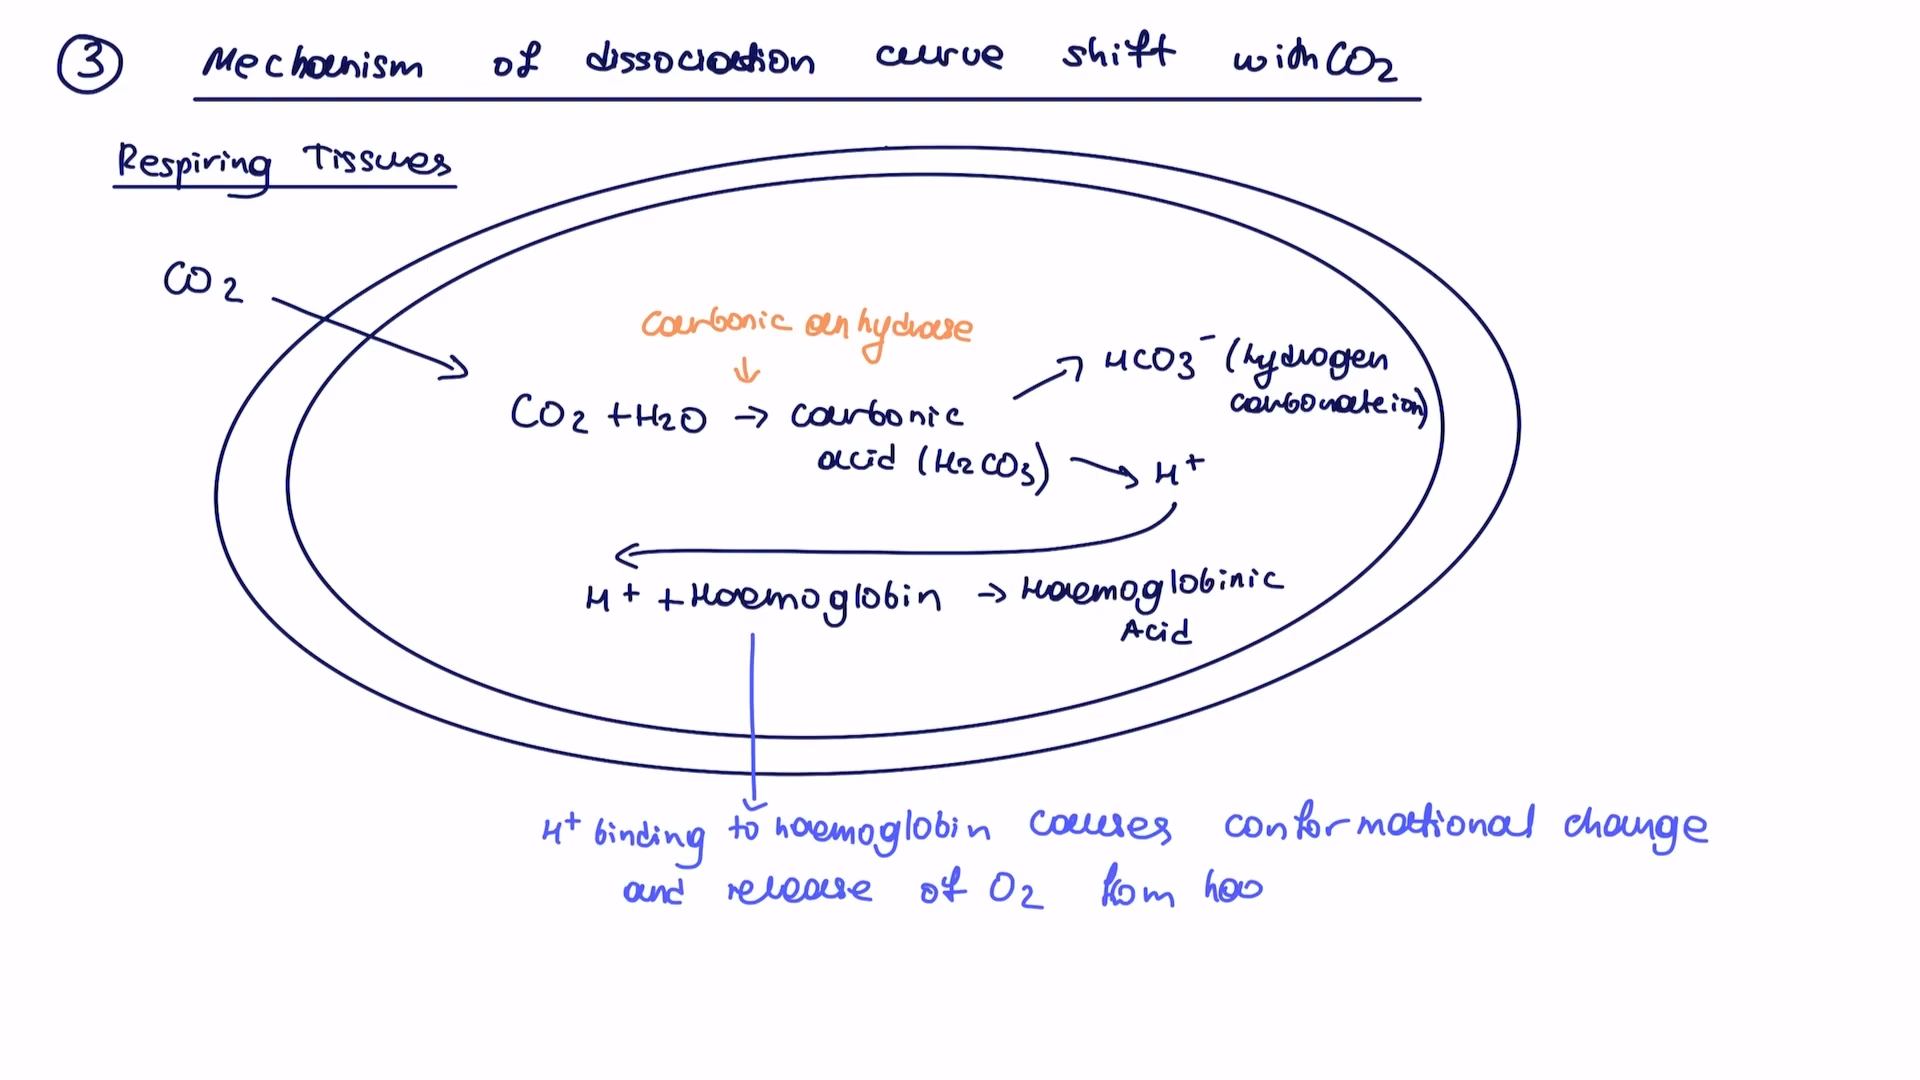 3 Mechanism of dissociation curve shift with CO2
Respiring Tissues
CO2
carbonic anhydrase
↓
CO2 + H2O → carbonic acid (H2CO3)
HCO3⁻ (hydrogen carbonate ion)
H⁺
H⁺ + Haemoglobin → Haemoglobinic Acid
H⁺ binding to haemoglobin causes conformational change
and release of O2 from hae